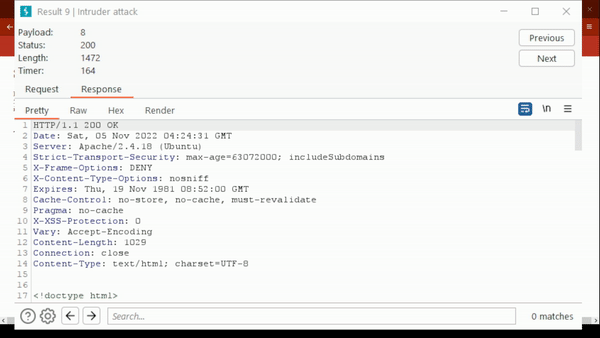 Result 9 | Intruder attack
Payload: 8
Status: 200
Length: 1472
Timer: 164
Previous
Next
Request Response
Pretty Raw Hex Render
\n
1 HTTP/1.1 200 OK
2 Date: Sat, 05 Nov 2022 04:24:31 GMT
3 Server: Apache/2.4.18 (Ubuntu)
4 Strict-Transport-Security: max-age=63072000; includeSubdomains
5 X-Frame-Options: DENY
6 X-Content-Type-Options: nosniff
7 Expires: Thu, 19 Nov 1981 08:52:00 GMT
8 Cache-Control: no-store, no-cache, must-revalidate
9 Pragma: no-cache
10 X-XSS-Protection: 0
11 Vary: Accept-Encoding
12 Content-Length: 1029
13 Connection: close
14 Content-Type: text/html; charset=UTF-8
15
16
17 <!doctype html>
Search...
0 matches